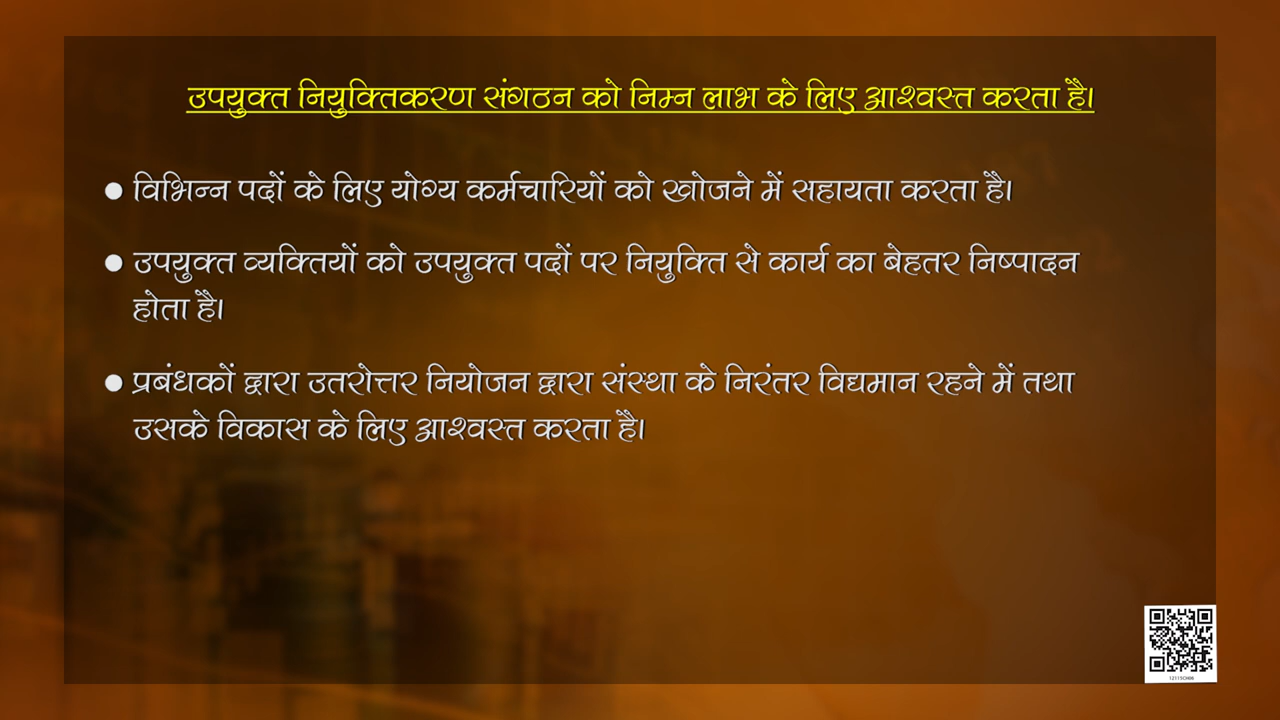 उपयुक्त नियुक्तिकरण संगठन को निम्न लाभ के लिए आश्वस्त करता है।
● विभिन्न पदों के लिए योग्य कर्मचारियों को खोजने में सहायता करता है।
● उपयुक्त व्यक्तियों को उपयुक्त पदों पर नियुक्ति से कार्य का बेहतर निष्पादन
होता है।
● प्रबंधकों द्वारा उतरोत्तर नियोजन द्वारा संस्था के निरंतर विद्यमान रहने में तथा
उसके विकास के लिए आश्वस्त करता है।
12115CH06